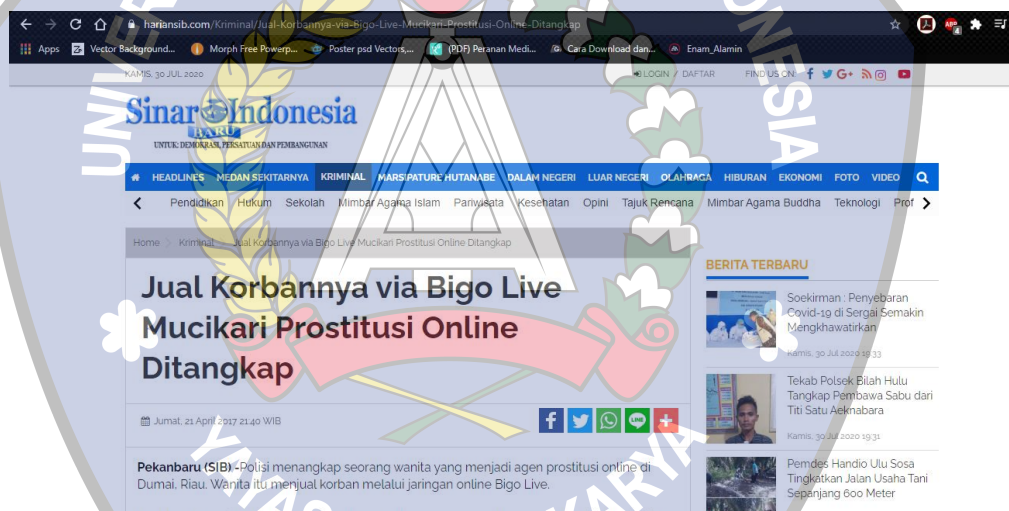 hariansib.com/Kriminal/Jual-Korbannya-via-Bigo-Live-Mucikari-Prostitusi-Online-Ditangkap
Apps Vector Background... Morph Free Powerp... Poster psd Vectors,... (PDF) Peranan Medi... Cara Download dan... Enam_Alamin
KAMIS, 30 JUL 2020 LOGIN / DAFTAR FIND US ON:
Sinar Indonesia
BARU
UNTUK: DEMOKRASI, PERSATUAN DAN PEMBANGUNAN
HEADLINES MEDAN SEKITARNYA KRIMINAL MARSIPATURE HUTANABE DALAM NEGERI LUAR NEGERI OLAHRAGA HIBURAN EKONOMI FOTO VIDEO
Pendidikan Hukum Sekolah Mimbar Agama Islam Pariwisata Kesehatan Opini Tajuk Rencana Mimbar Agama Buddha Teknologi Prof
Home > Kriminal > Jual Korbannya via Bigo Live Mucikari Prostitusi Online Ditangkap
Jual Korbannya via Bigo Live
Mucikari Prostitusi Online
Ditangkap
Jumat, 21 April 2017 21:40 WIB
LINE
Pekanbaru (SIB) -Polisi menangkap seorang wanita yang menjadi agen prostitusi online di
Dumai, Riau. Wanita itu menjual korban melalui jaringan online Bigo Live.
BERITA TERBARU
Soekirman : Penyebaran
Covid-19 di Sergai Semakin
Mengkhawatirkan
Kamis, 30 Jul 2020 19:33
Tekab Polsek Bilah Hulu
Tangkap Pembawa Sabu dari
Titi Satu Aeknabara
Kamis, 30 Jul 2020 19:31
Pemdes Handio Ulu Sosa
Tingkatkan Jalan Usaha Tani
Sepanjang 600 Meter